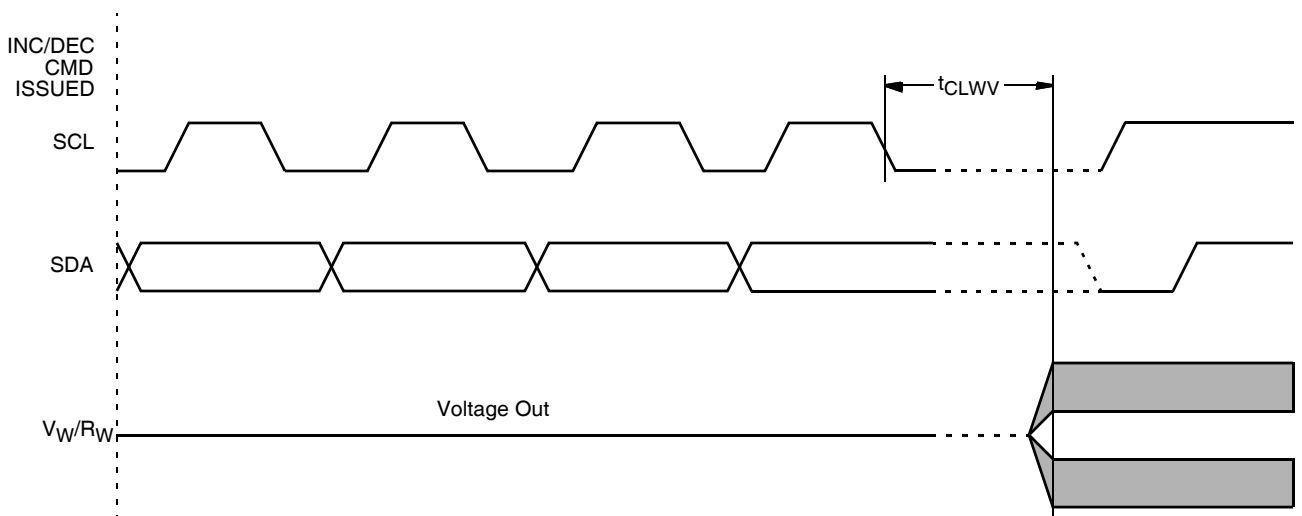 INC/DEC
CMD
ISSUED
tCLWV
SCL
SDA
Voltage Out
VW/RW